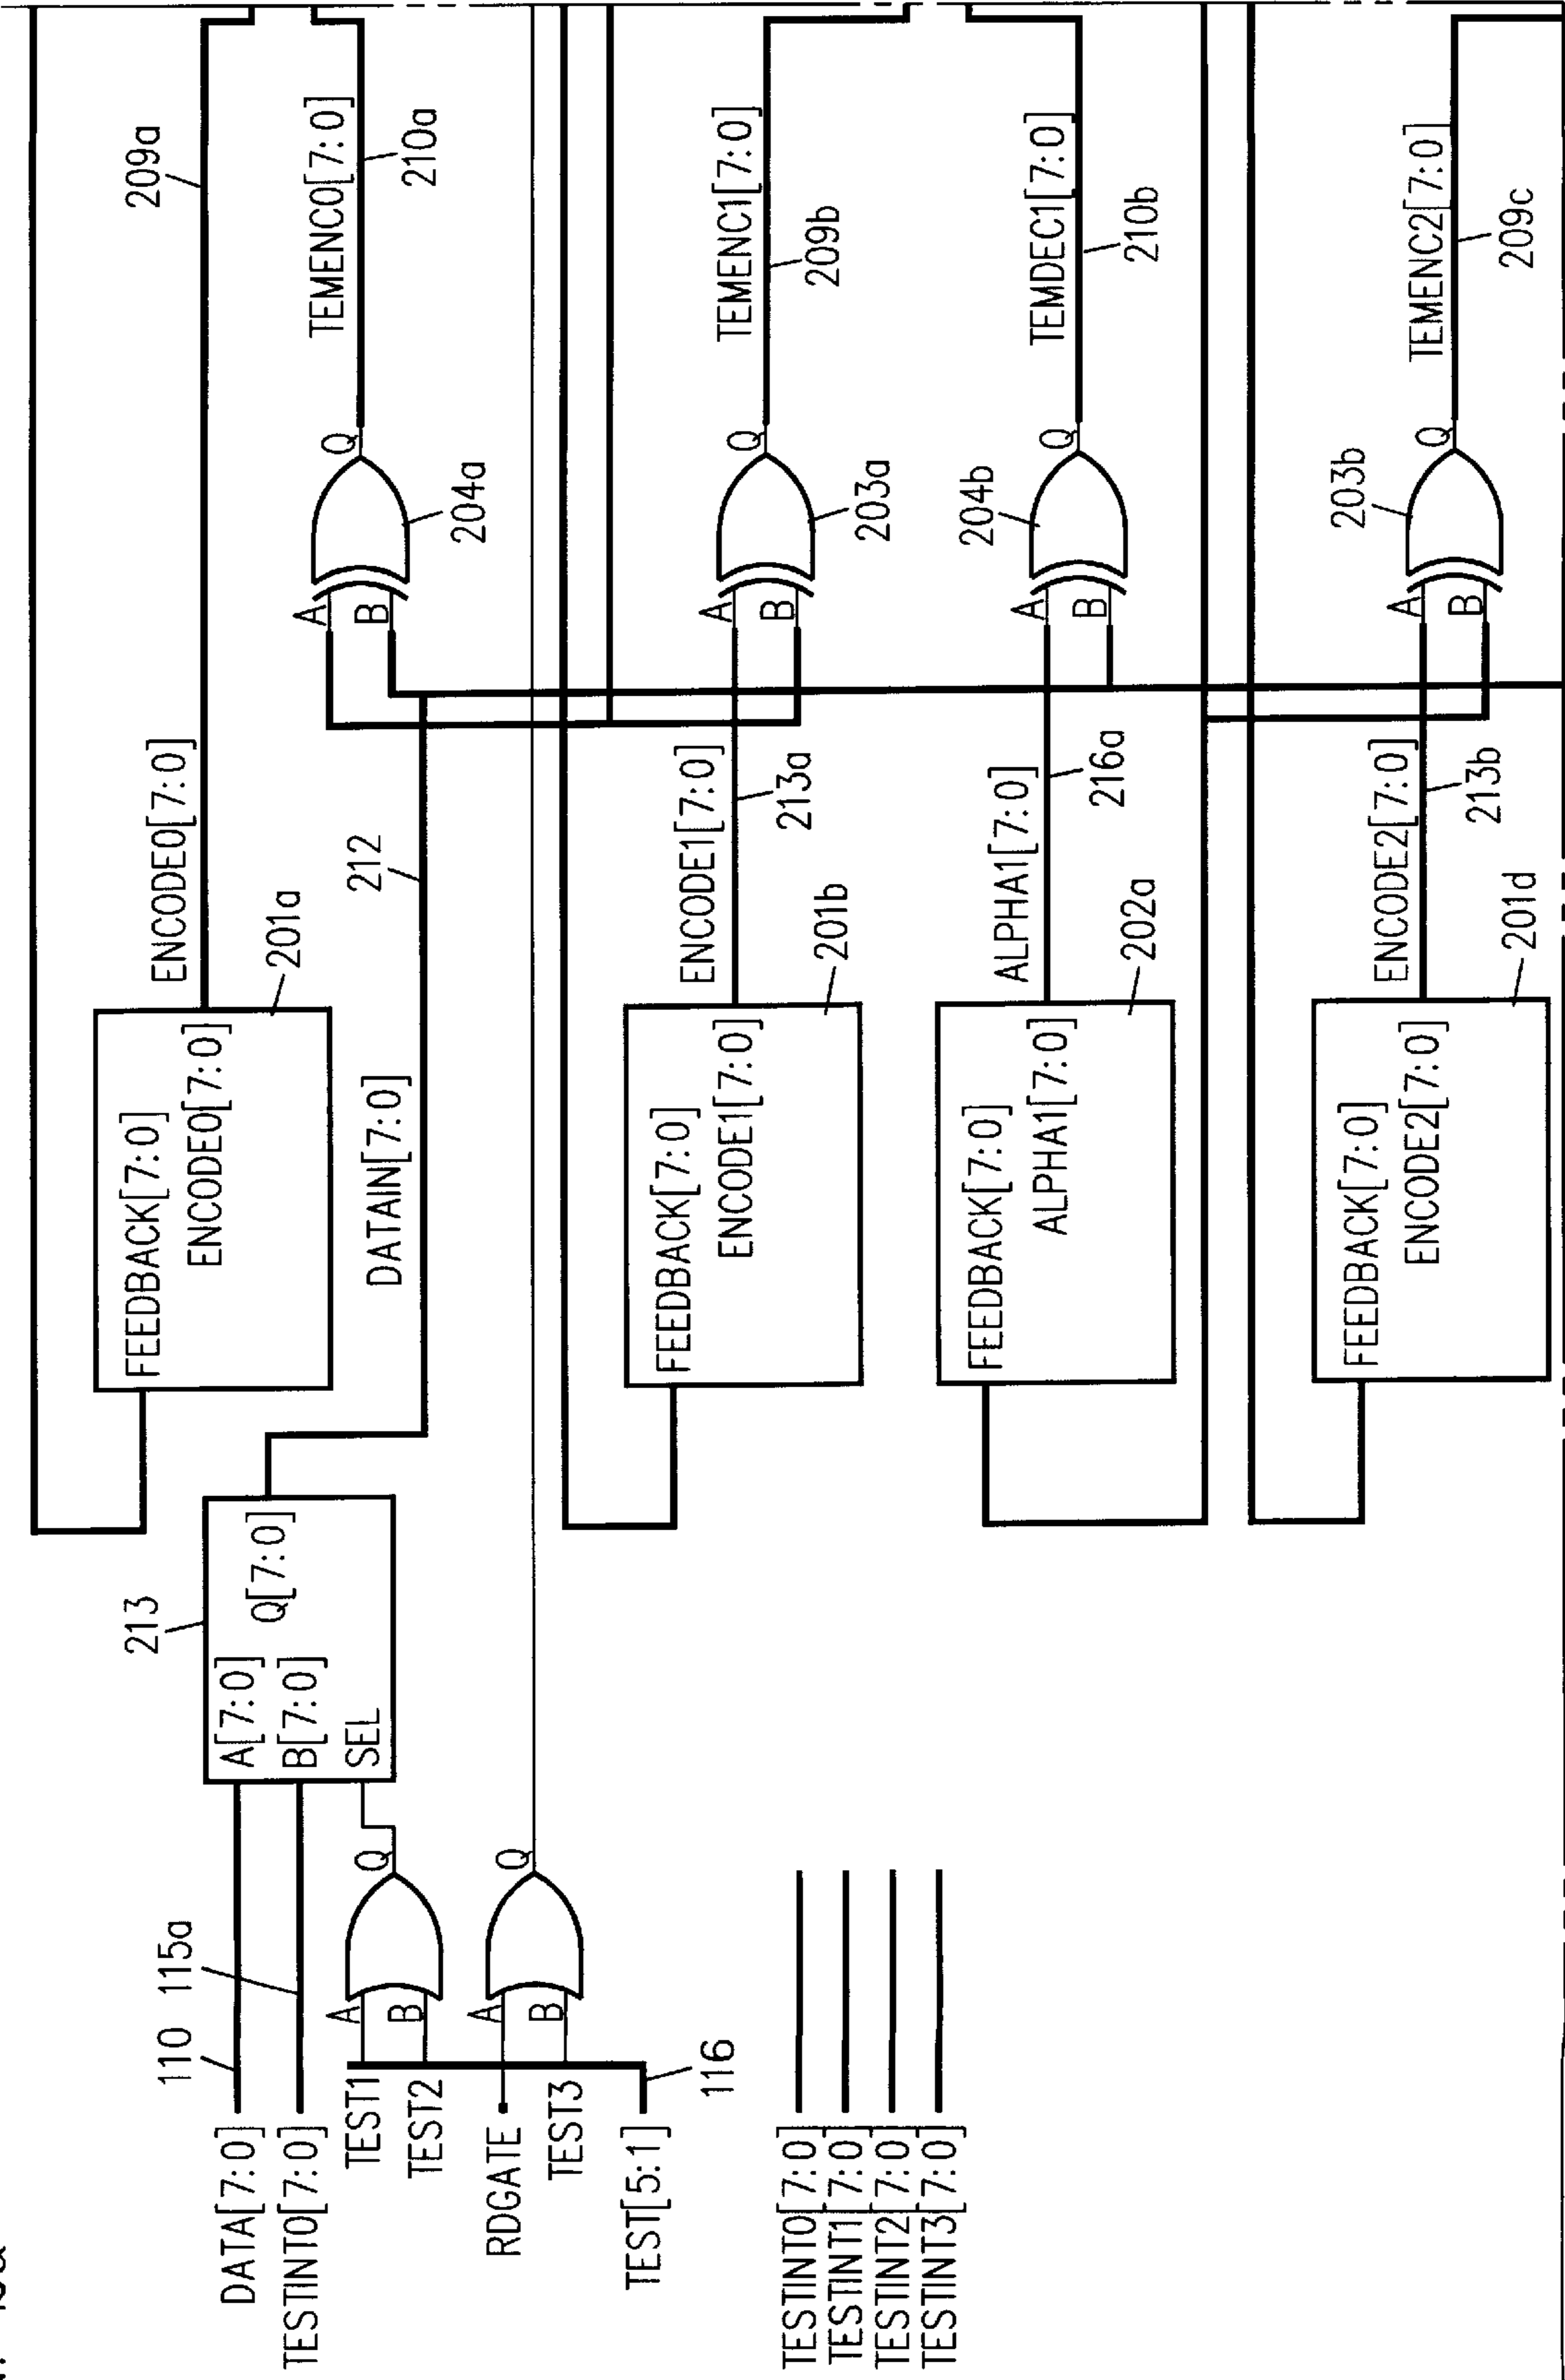 DATA[7:0]
110
TESTINT0[7:0]
115a
TEST1
TEST2
RDGATE
TEST3
TEST[5:1]
116
A
B
Q
A
B
Q
213
A[7:0]
B[7:0]
SEL
Q[7:0]
TESTINT0[7:0]
TESTINT1[7:0]
TESTINT2[7:0]
TESTINT3[7:0]
FEEDBACK[7:0]
ENCODE0[7:0]
201a
ENCODE0[7:0]
209a
DATAIN[7:0]
212
A
B
Q
204a
TEMENC0[7:0]
210a
FEEDBACK[7:0]
ENCODE1[7:0]
201b
ENCODE1[7:0]
213a
A
B
Q
203a
TEMENC1[7:0]
209b
FEEDBACK[7:0]
ALPHA1[7:0]
202a
ALPHA1[7:0]
216a
A
B
Q
204b
TEMDEC1[7:0]
210b
FEEDBACK[7:0]
ENCODE2[7:0]
201d
ENCODE2[7:0]
213b
A
B
Q
203b
TEMENC2[7:0]
209c